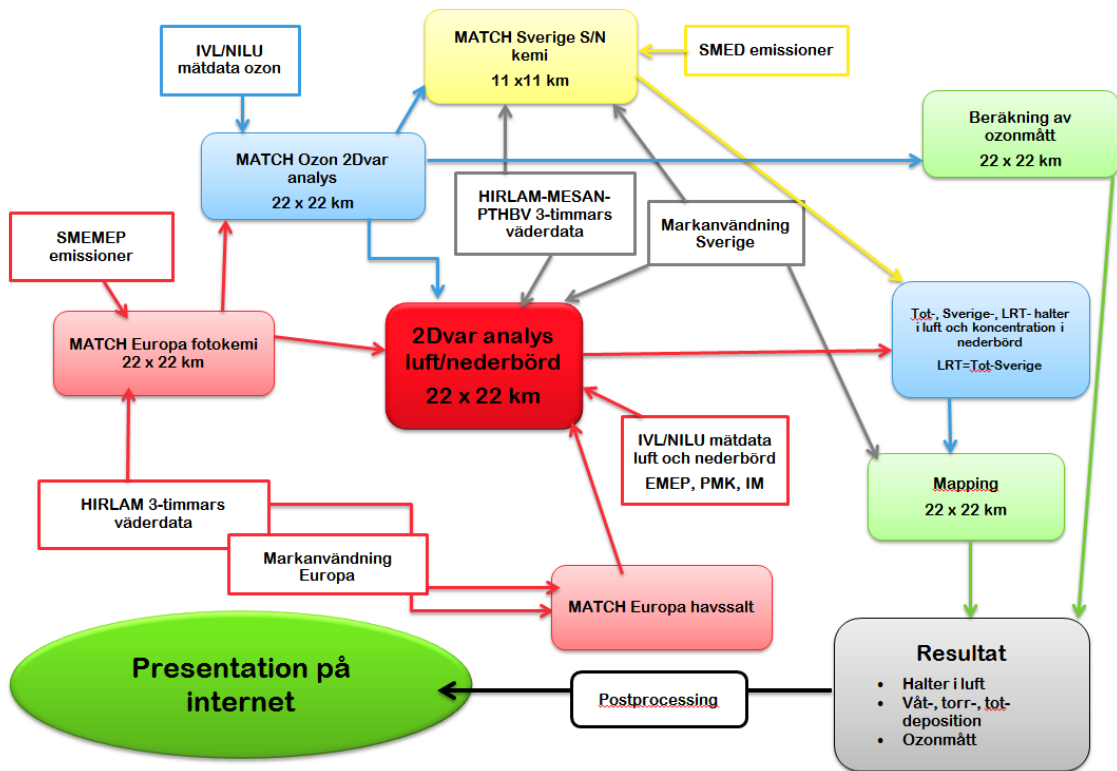 IVL/NILU
mätdata ozon
MATCH Sverige S/N
kemi
11 x11 km
SMED emissioner
MATCH Ozon 2Dvar
analys
22 x 22 km
Beräkning av
ozonmått
22 x 22 km
HIRLAM-MESAN-
PTHBV 3-timmars
väderdata
Markanvändning
Sverige
SMEMEP
emissioner
MATCH Europa fotokemi
22 x 22 km
2Dvar analys
luft/nederbörd
22 x 22 km
Tot-, Sverige-, LRT- halter
i luft och koncentration i
nederbörd
LRT=Tot-Sverige
IVL/NILU mätdata
luft och nederbörd
EMEP, PMK, IM
Mapping
22 x 22 km
HIRLAM 3-timmars
väderdata
Markanvändning
Europa
MATCH Europa havssalt
Presentation på
internet
Postprocessing
Resultat
• Halter i luft
• Våt-, torr-, tot-
deposition
• Ozonmått